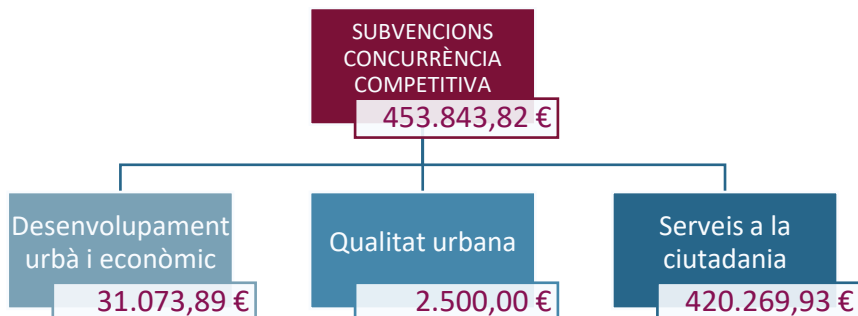 SUBVENCIONS
CONCURRÈNCIA
COMPETITIVA
453.843,82 €
Desenvolupament
urbà i econòmic
31.073,89 €
Qualitat urbana
2.500,00 €
Serveis a la
ciutadania
420.269,93 €